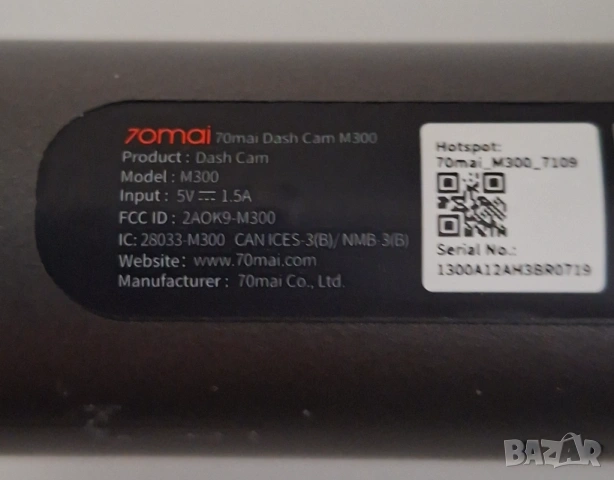 70mai 70mai Dash Cam M300
Product : Dash Cam
Model : M300
Input : 5V ⎓ 1.5A
FCC ID : 2AOK9-M300
IC: 28033-M300 CAN ICES-3(B)/ NMB-3(B)
Website: www.70mai.com
Manufacturer : 70mai Co., Ltd.
Hotspot:
70mai_M300_7109
Serial No.:
1300A12AH3BR0719
BAZAR